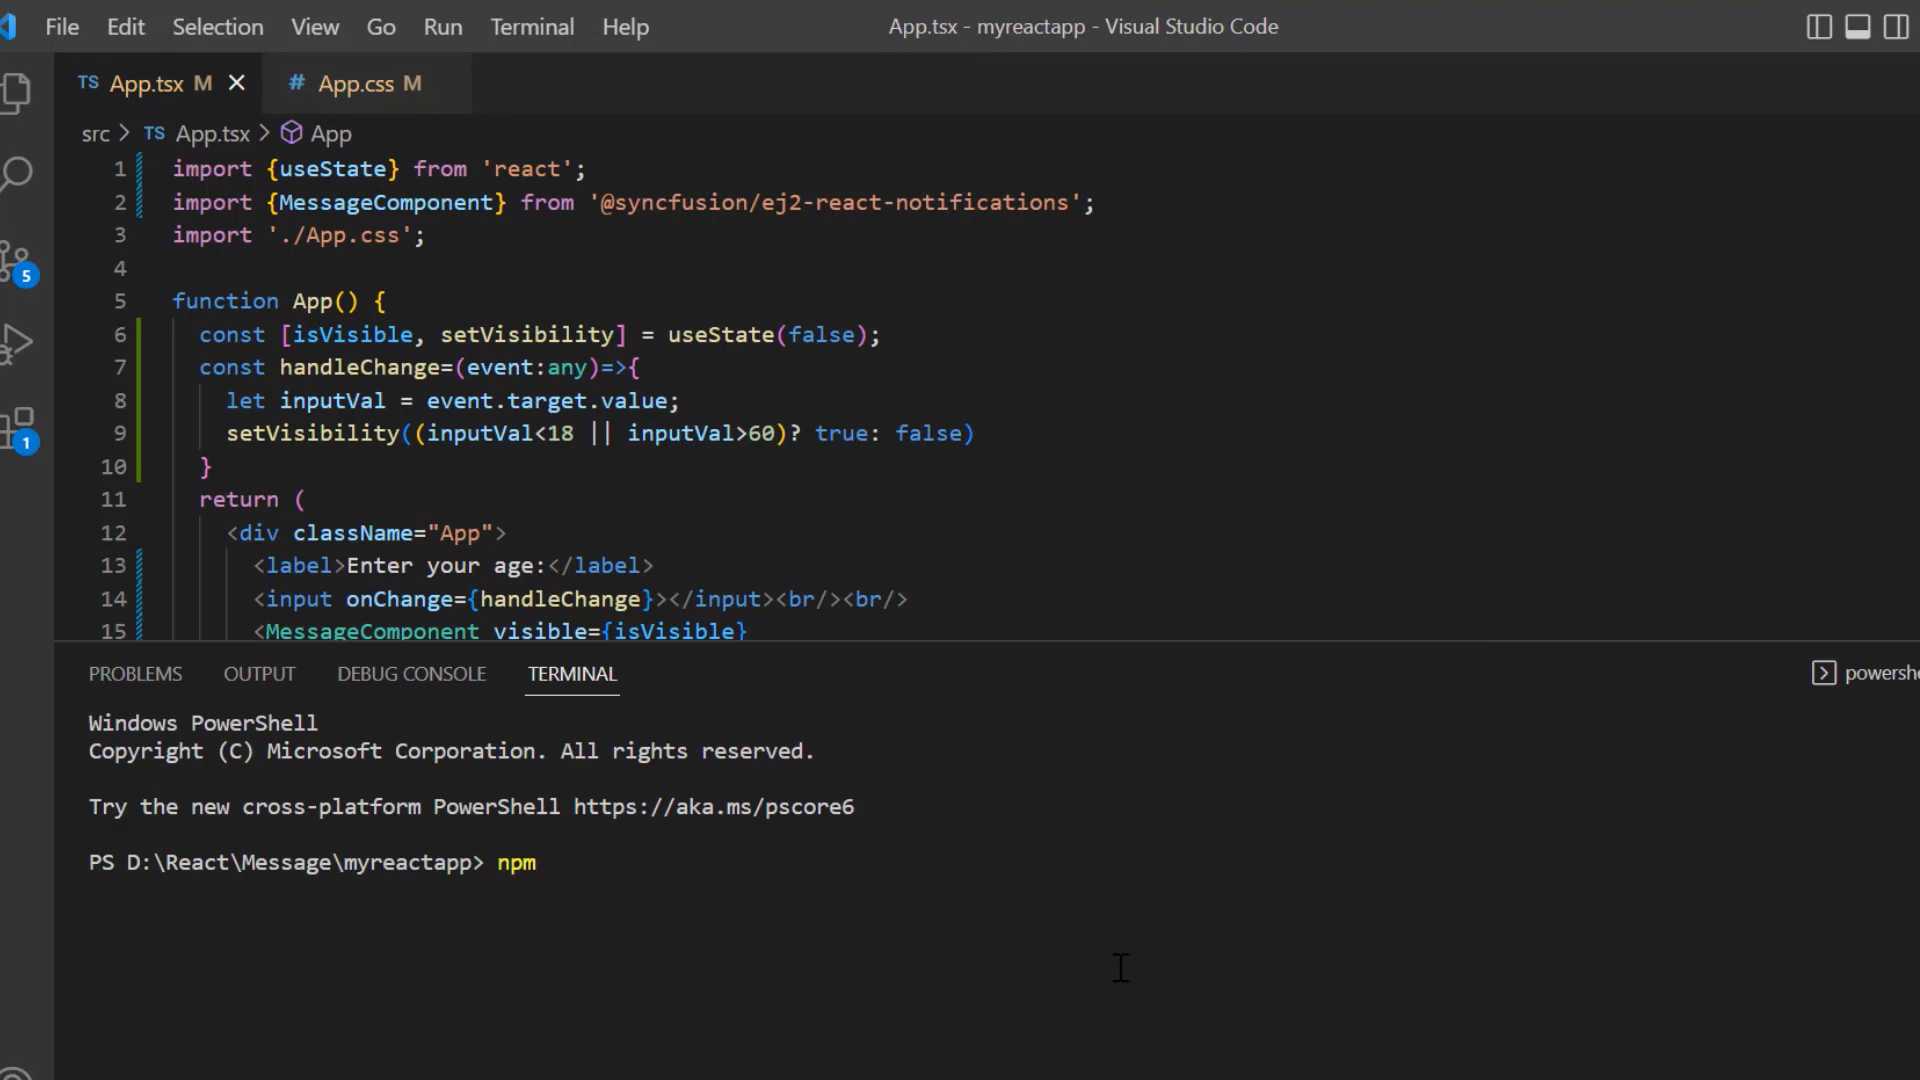 File Edit Selection View Go Run Terminal Help App.tsx - myreactapp - Visual Studio Code
TS App.tsx M # App.css M
src > TS App.tsx > App
1 import {useState} from 'react';
2 import {MessageComponent} from '@syncfusion/ej2-react-notifications';
3 import './App.css';
4
5 function App() {
6 const [isVisible, setVisibility] = useState(false);
7 const handleChange=(event:any)=>{
8 let inputVal = event.target.value;
9 setVisibility((inputVal<18 || inputVal>60)? true: false)
10 }
11 return (
12 <div className="App">
13 <label>Enter your age:</label>
14 <input onChange={handleChange}></input><br/><br/>
15 <MessageComponent visible={isVisible}
5
1
PROBLEMS OUTPUT DEBUG CONSOLE TERMINAL powershe
Windows PowerShell
Copyright (C) Microsoft Corporation. All rights reserved.
Try the new cross-platform PowerShell https://aka.ms/pscore6
PS D:\React\Message\myreactapp> npm